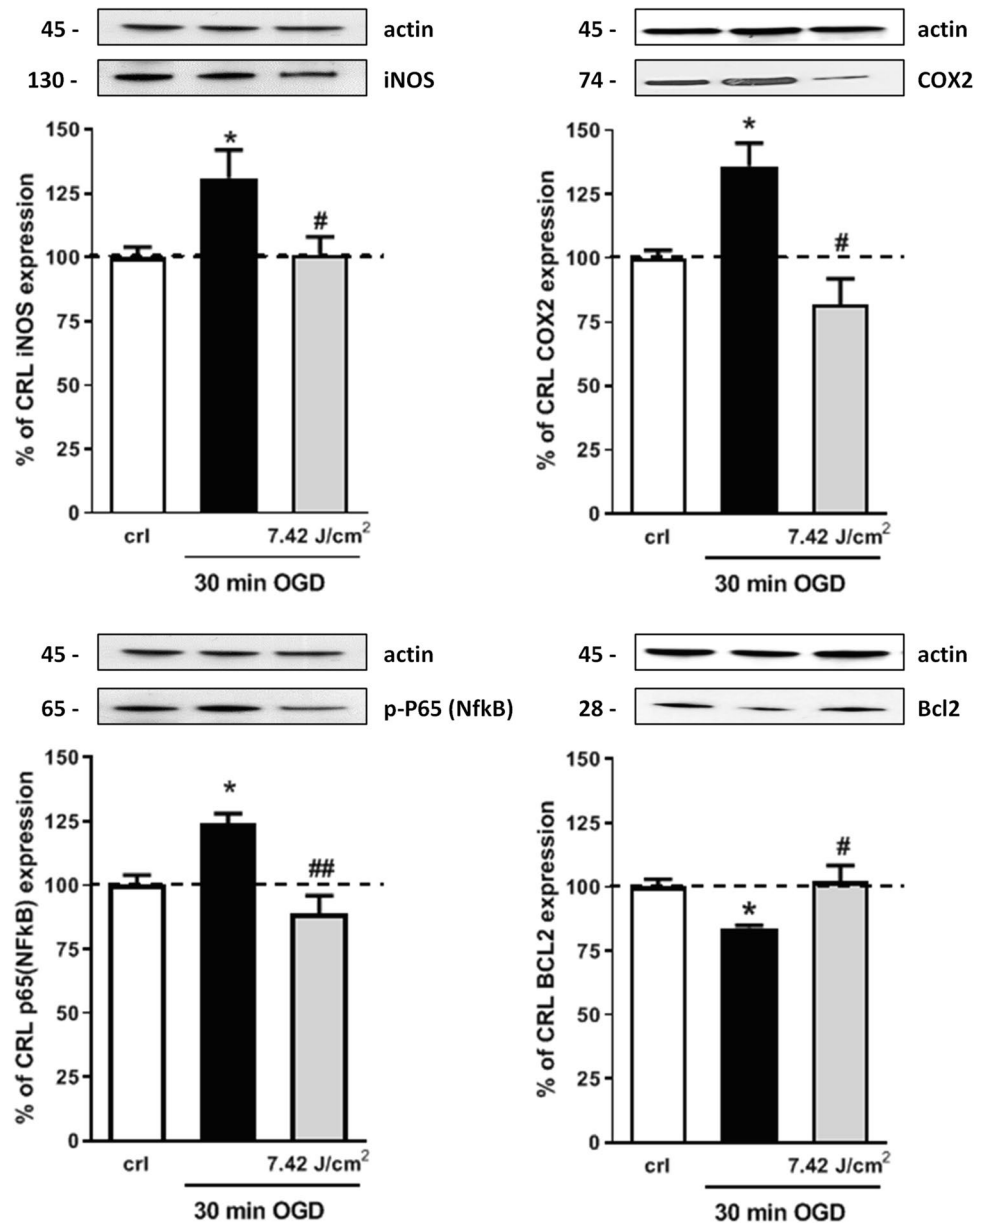 45 - actin
130 - iNOS
% of CRL iNOS expression
150
125
100
75
50
25
0
*
#
crl 7.42 J/cm²
30 min OGD
45 - actin
74 - COX2
% of CRL COX2 expression
150
125
100
75
50
25
0
*
#
crl 7.42 J/cm²
30 min OGD
45 - actin
65 - p-P65 (NfkB)
% of CRL p65(NFkB) expression
150
125
100
75
50
25
0
*
##
crl 7.42 J/cm²
30 min OGD
45 - actin
28 - Bcl2
% of CRL BCL2 expression
150
125
100
75
50
25
0
*
#
crl 7.42 J/cm²
30 min OGD